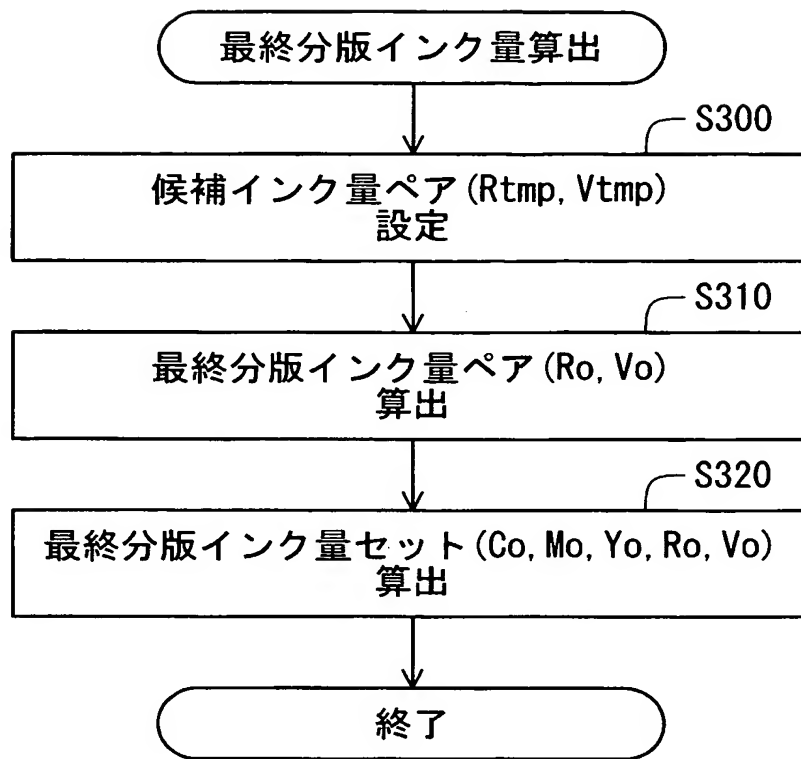 最終分版インク量算出
S300
候補インク量ペア(Rtmp, Vtmp)
設定
S310
最終分版インク量ペア(Ro, Vo)
算出
S320
最終分版インク量セット(Co, Mo, Yo, Ro, Vo)
算出
終了